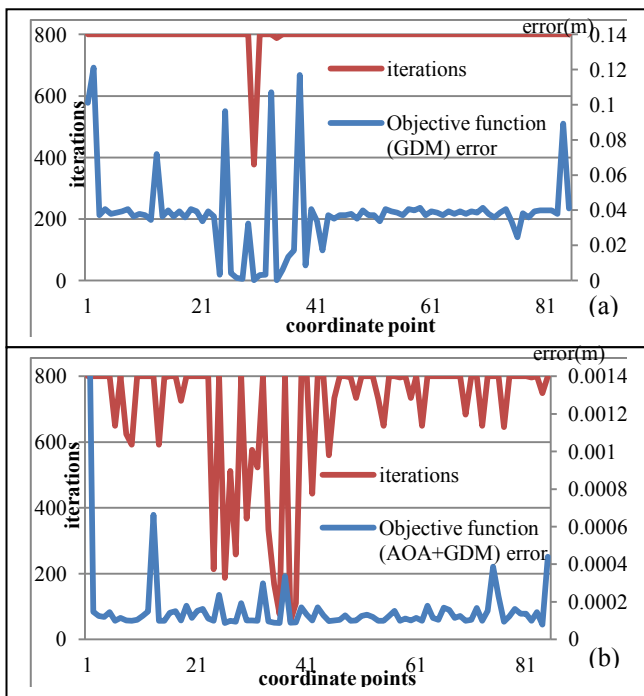 error(m)
800
600
400
200
0
iterations
0.14
0.12
0.1
0.08
0.06
0.04
0.02
0
iterations
Objective function
(GDM) error
1
21
41
61
81
coordinate point
(a)
error(m)
800
600
400
200
0
iterations
0.0014
0.0012
0.001
0.0008
0.0006
0.0004
0.0002
0
iterations
Objective function
(AOA+GDM) error
1
21
41
61
81
coordinate points
(b)